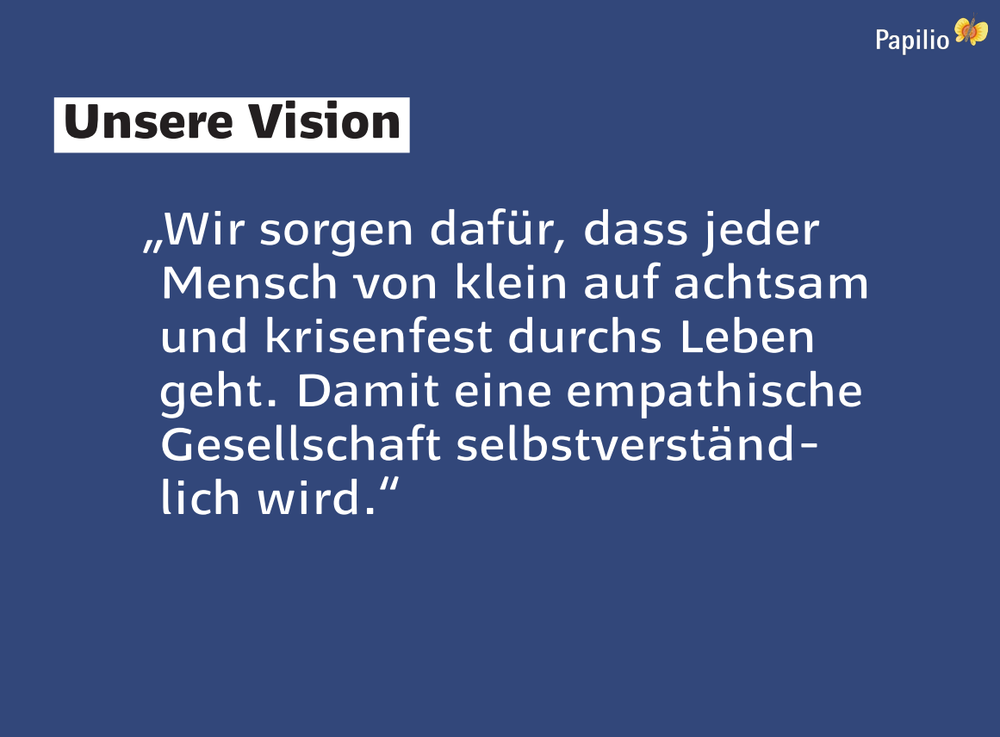 Papilio
Unsere Vision
„Wir sorgen dafür, dass jeder
Mensch von klein auf achtsam
und krisenfest durchs Leben
geht. Damit eine empathische
Gesellschaft selbstverständ-
lich wird.“